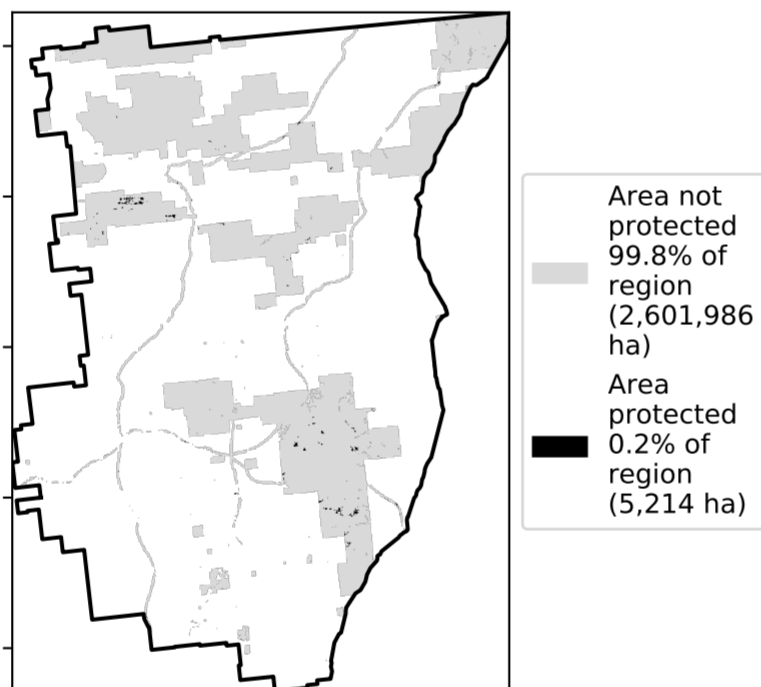 Area not
protected
99.8% of
region
(2,601,986
ha)
Area
protected
0.2% of
region
(5,214 ha)